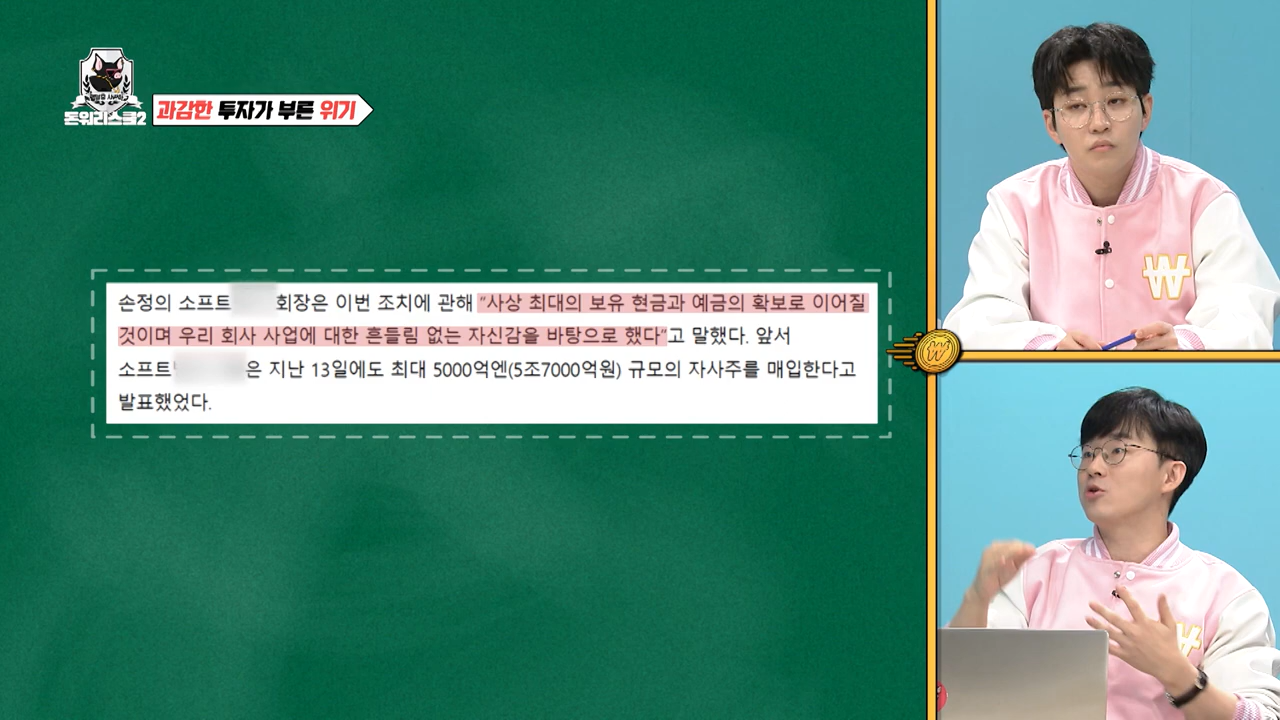 돈워리스쿨2
과감한 투자가 부른 위기
손정의 소프트 회장은 이번 조치에 관해 “사상 최대의 보유 현금과 예금의 확보로 이어질
것이며 우리 회사 사업에 대한 흔들림 없는 자신감을 바탕으로 했다”고 말했다. 앞서
소프트 은 지난 13일에도 최대 5000억엔(5조7000억원) 규모의 자사주를 매입한다고
발표했었다.
₩
₩
₩